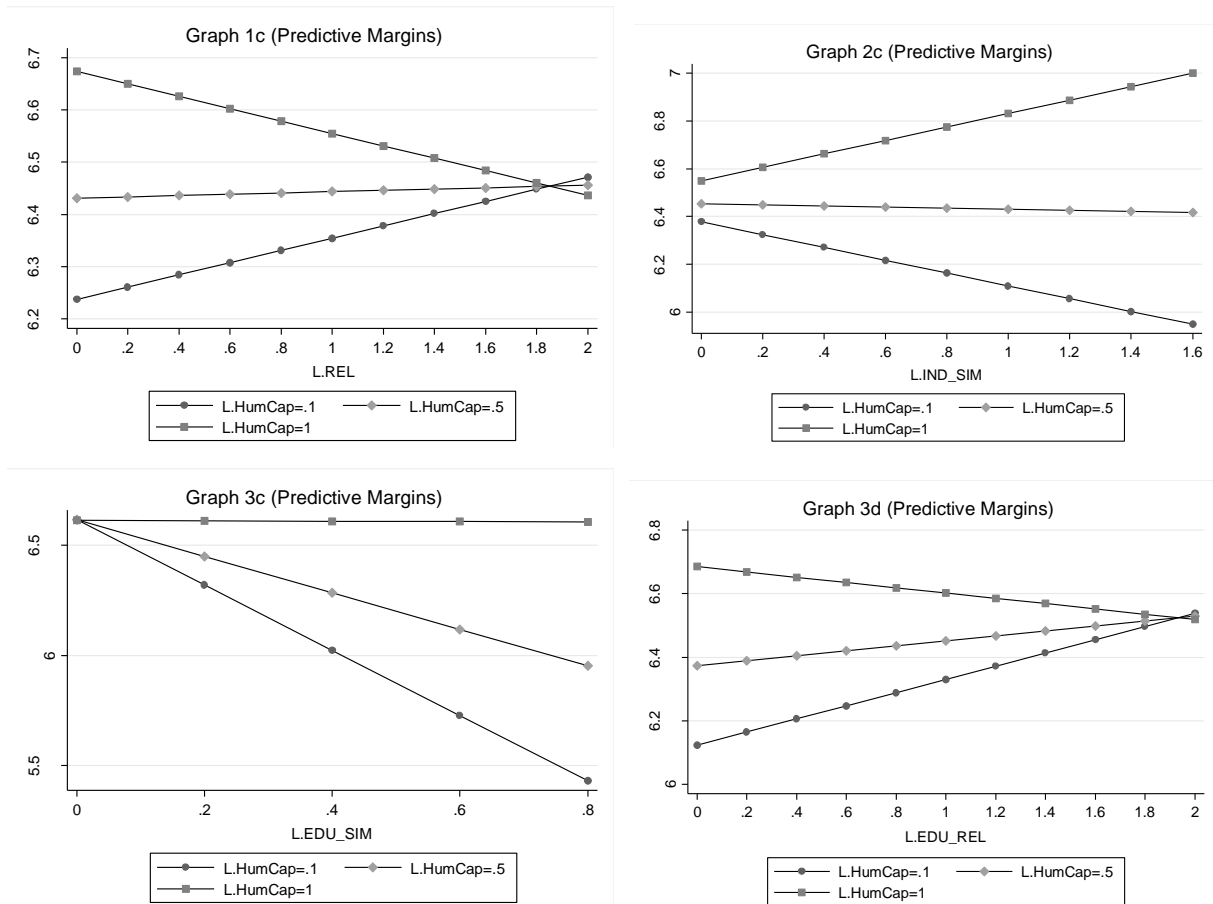 Graph 1c (Predictive Margins)
6.7
6.6
6.5
6.4
6.3
6.2
0 .2 .4 .6 .8 1 1.2 1.4 1.6 1.8 2
L.REL
L.HumCap=.1 L.HumCap=.5
L.HumCap=1
Graph 2c (Predictive Margins)
7
6.8
6.6
6.4
6.2
6
0 .2 .4 .6 .8 1 1.2 1.4 1.6
L.IND_SIM
L.HumCap=.1 L.HumCap=.5
L.HumCap=1
Graph 3c (Predictive Margins)
6.5
6
5.5
0 .2 .4 .6 .8
L.EDU_SIM
L.HumCap=.1 L.HumCap=.5
L.HumCap=1
Graph 3d (Predictive Margins)
6.8
6.6
6.4
6.2
6
0 .2 .4 .6 .8 1 1.2 1.4 1.6 1.8 2
L.EDU_REL
L.HumCap=.1 L.HumCap=.5
L.HumCap=1